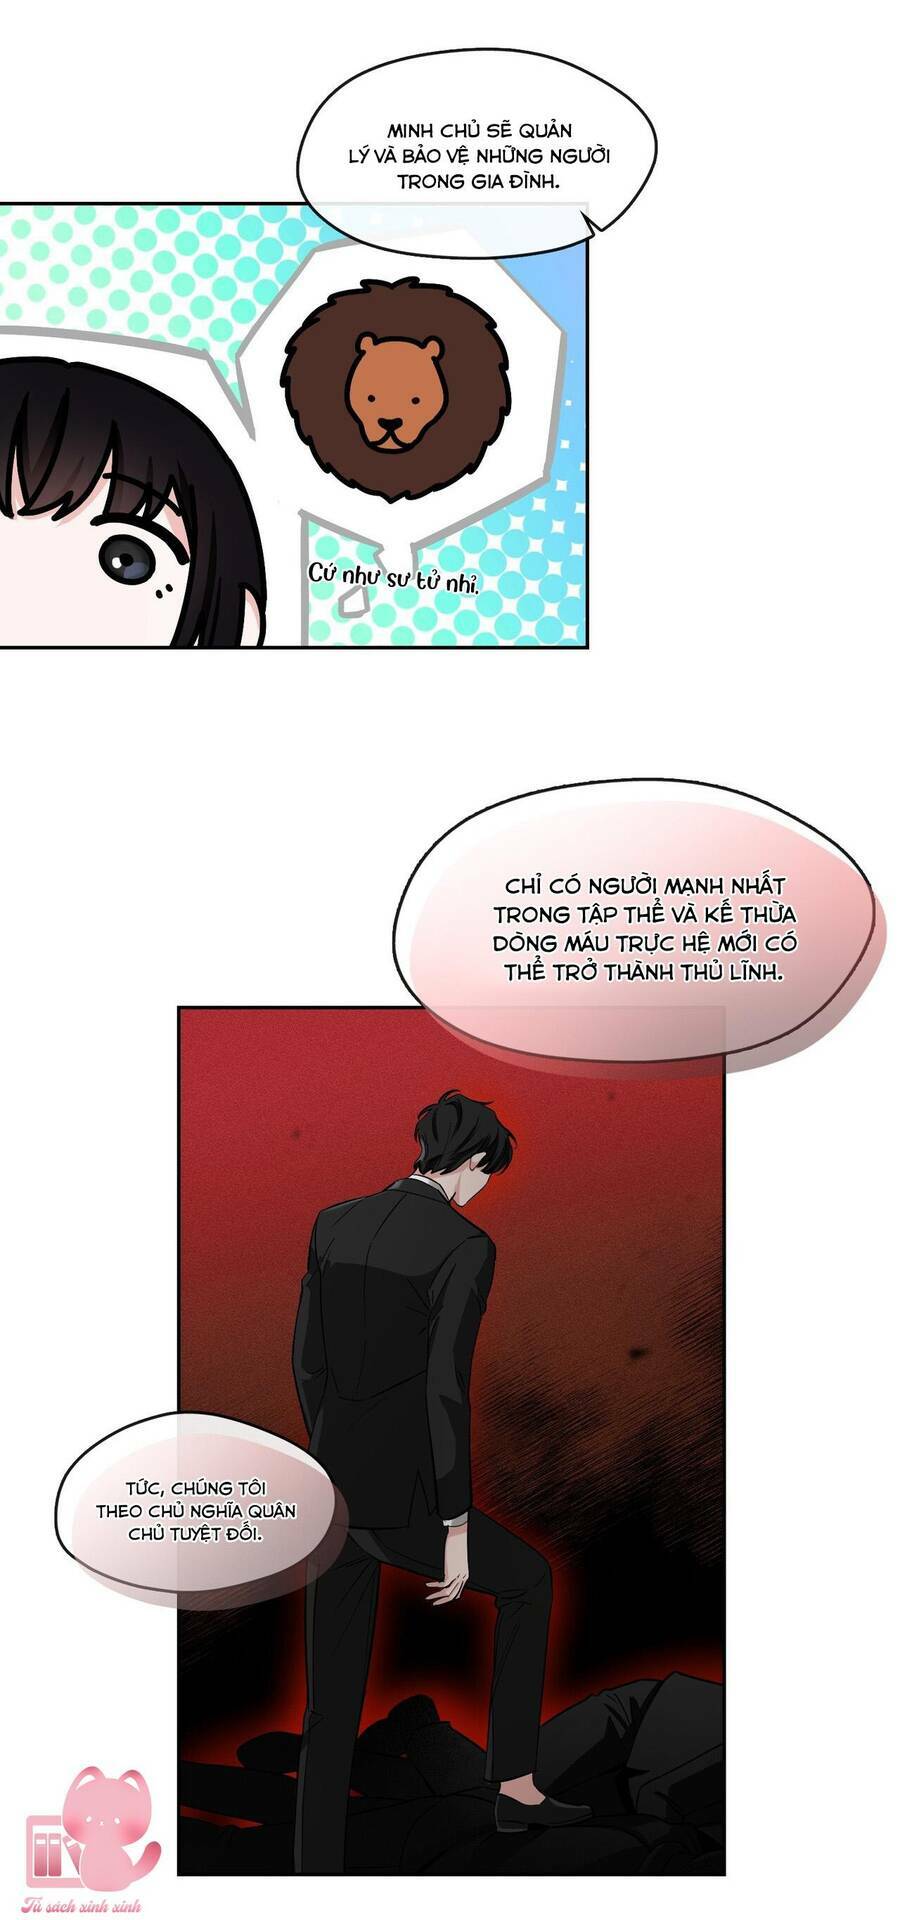 MINH CHỦ SẼ QUẢN
LÝ VÀ BẢO VỆ NHỮNG NGƯỜI
TRONG GIA ĐÌNH.
Cứ như sư tử nhỉ.
CHỈ CÓ NGƯỜI MẠNH NHẤT
TRONG TẬP THỂ VÀ KẾ THỪA
DÒNG MÁU TRỰC HỆ MỚI CÓ
THỂ TRỞ THÀNH THỦ LĨNH.
TỨC, CHÚNG TÔI
THEO CHỦ NGHĨA QUÂN
CHỦ TUYỆT ĐỐI.
Tủ sách xinh xinh